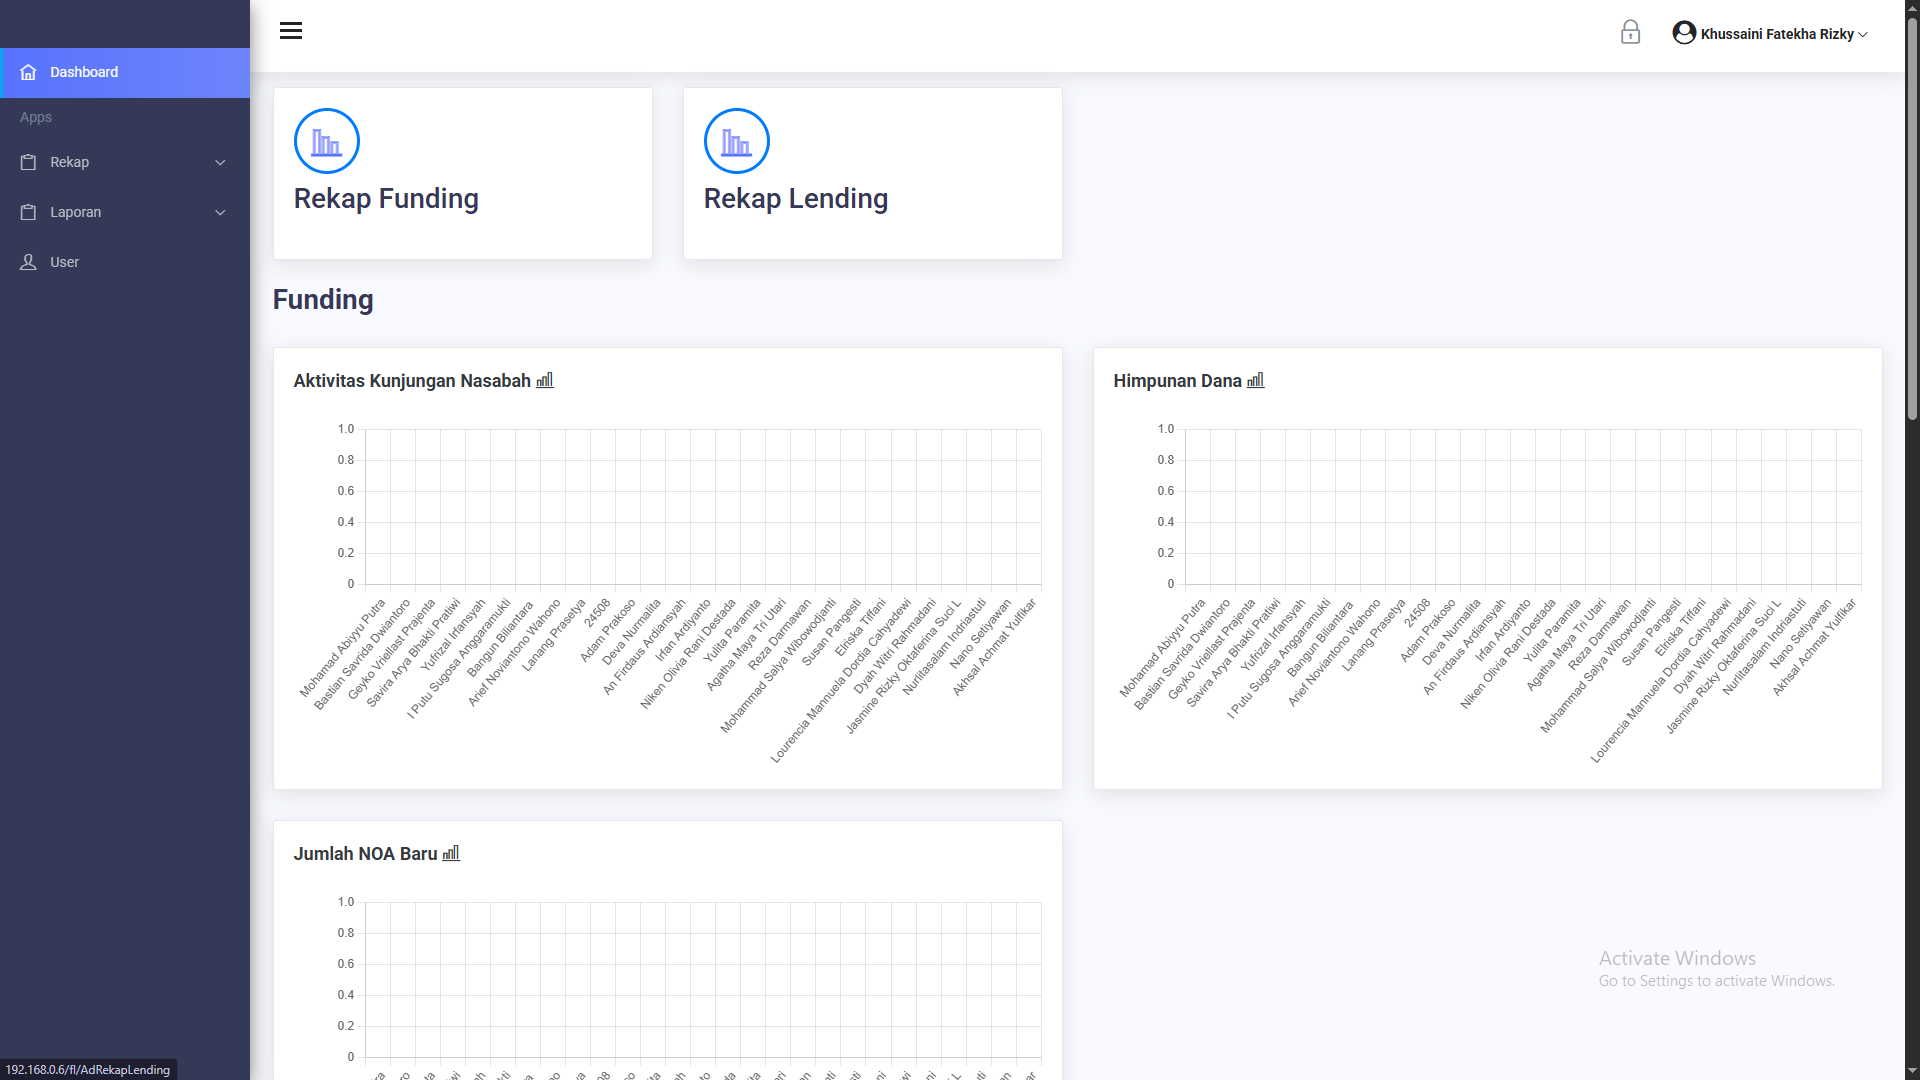 Dashboard
Apps
Rekap
Laporan
User
Khussaini Fatekha Rizky
Rekap Funding
Rekap Lending
Funding
Aktivitas Kunjungan Nasabah
1.0
0.8
0.6
0.4
0.2
0
Mohamad Abiyyu Putra
Bastian Savrida Dwiantoro
Geyko Vriellast Prajenta
Savira Arya Bhakti Pratiwi
Yufrizal Irfansyah
I Putu Sugosa Anggaramukti
Bangun Biliantara
Arief Noviantono Wahono
Lanang Prasetya
24508
Adam Prakoso
Deva Nurmalita
An Firdaus Ardiansyah
Irfan Ardiyanto
Niken Olivia Rani Destada
Yulita Paramita
Agatha Maya Tri Utari
Reza Darmawan
Mohammad Salya Wibowodjanti
Susan Pangesti
Elriska Tiffani
Lourencia Mannuela Dordia Cahyadewi
Dyah Witri Rahmadani
Jasmine Rizky Oktaferina Suci L
Nurlitasalam Indriastuti
Nano Setiyawan
Akhsal Achmat Yulfikar
Himpunan Dana
1.0
0.8
0.6
0.4
0.2
0
Mohamad Abiyyu Putra
Bastian Savrida Dwiantoro
Geyko Vriellast Prajenta
Savira Arya Bhakti Pratiwi
Yufrizal Irfansyah
I Putu Sugosa Anggaramukti
Bangun Biliantara
Arief Noviantono Wahono
Lanang Prasetya
24508
Adam Prakoso
Deva Nurmalita
An Firdaus Ardiansyah
Irfan Ardiyanto
Niken Olivia Rani Destada
Yulita Paramita
Agatha Maya Tri Utari
Reza Darmawan
Mohammad Salya Wibowodjanti
Susan Pangesti
Elriska Tiffani
Lourencia Mannuela Dordia Cahyadewi
Dyah Witri Rahmadani
Jasmine Rizky Oktaferina Suci L
Nurlitasalam Indriastuti
Nano Setiyawan
Akhsal Achmat Yulfikar
Jumlah NOA Baru
1.0
0.8
0.6
0.4
0.2
0
Activate Windows
Go to Settings to activate Windows.
192.168.0.6/fl/AdRekapLending